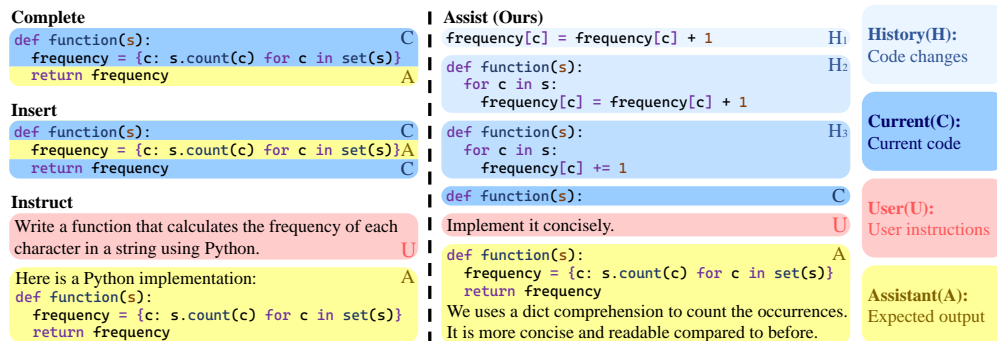 Complete
def function(s):
C
frequency = {c: s.count(c) for c in set(s)}
return frequency
A
Insert
def function(s):
C
frequency = {c: s.count(c) for c in set(s)}
A
return frequency
C
Instruct
Write a function that calculates the frequency of each
character in a string using Python.
U
Here is a Python implementation:
A
def function(s):
frequency = {c: s.count(c) for c in set(s)}
return frequency
Assist (Ours)
frequency[c] = frequency[c] + 1
H1
def function(s):
H2
for c in s:
frequency[c] = frequency[c] + 1
def function(s):
H3
for c in s:
frequency[c] += 1
def function(s):
C
Implement it concisely.
U
def function(s):
A
frequency = {c: s.count(c) for c in set(s)}
return frequency
We uses a dict comprehension to count the occurrences.
It is more concise and readable compared to before.
History(H):
Code changes
Current(C):
Current code
User(U):
User instructions
Assistant(A):
Expected output